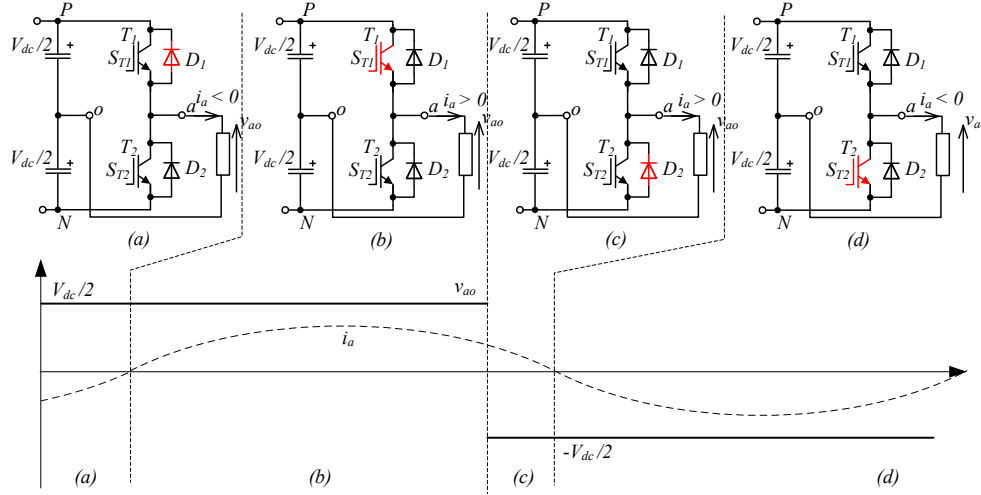 P P P P
V_dc/2 + T_1 S_T1 D_1
V_dc/2 + T_1 S_T1 D_1
V_dc/2 + T_1 S_T1 D_1
V_dc/2 + T_1 S_T1 D_1
o a i_a < 0 v_ao
o a i_a > 0 v_ao
o a i_a > 0 v_ao
o a i_a < 0 v_ao
V_dc/2 + T_2 S_T2 D_2
V_dc/2 + T_2 S_T2 D_2
V_dc/2 + T_2 S_T2 D_2
V_dc/2 + T_2 S_T2 D_2
N N N N
(a) (b) (c) (d)
V_dc/2 v_ao
i_a
-V_dc/2
(a) (b) (c) (d)